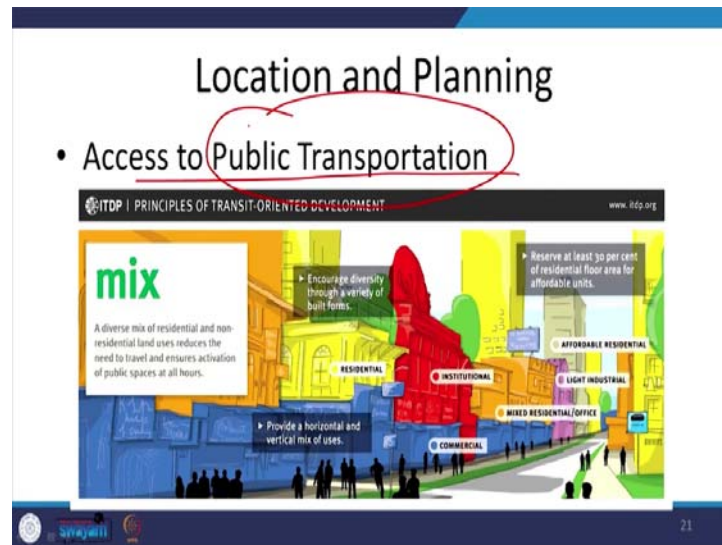 Location and Planning
• Access to Public Transportation
ITDP | PRINCIPLES OF TRANSIT-ORIENTED DEVELOPMENT
www.itdp.org
mix
A diverse mix of residential and non-
residential land uses reduces the
need to travel and ensures activation
of public spaces at all hours.
▸ Encourage diversity
through a variety of
built forms.
▸ Reserve at least 30 per cent
of residential floor area for
affordable units.
RESIDENTIAL
INSTITUTIONAL
AFFORDABLE RESIDENTIAL
LIGHT INDUSTRIAL
MIXED RESIDENTIAL/OFFICE
▸ Provide a horizontal and
vertical mix of uses.
COMMERCIAL
swayam
21